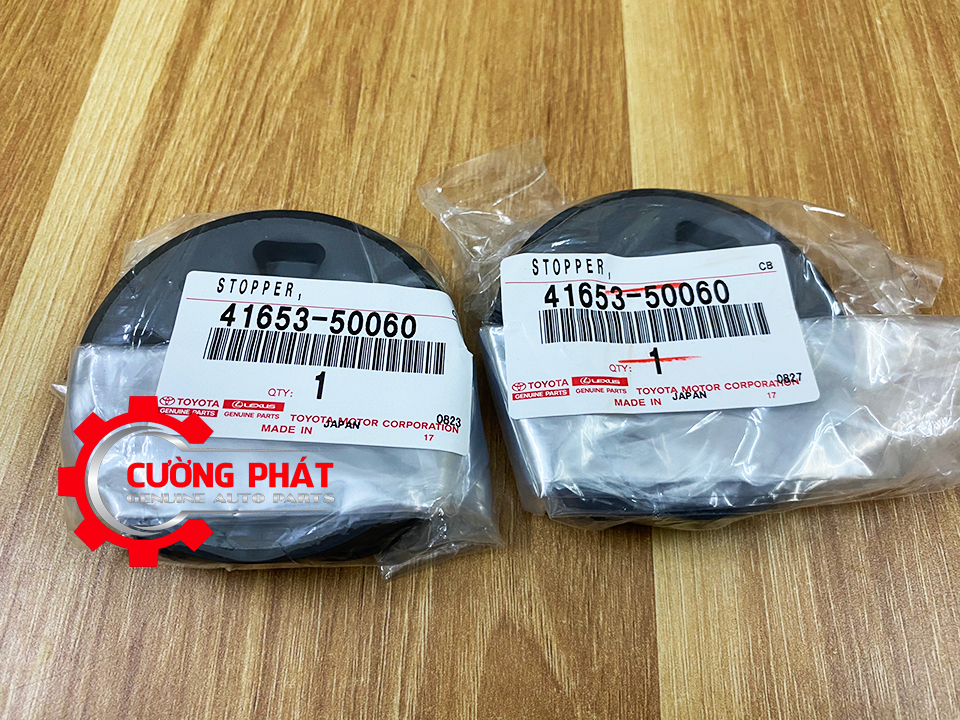 STOPPER,
41653-50060
QTY:
1
TOYOTA
GENUINE PARTS
LEXUS
GENUINE PARTS
TOYOTA MOTOR CORPORATION
0823
MADE IN JAPAN
17
STOPPER,
CB
41653-50060
QTY:
1
TOYOTA
GENUINE PARTS
LEXUS
GENUINE PARTS
TOYOTA MOTOR CORPORATION
0827
MADE IN JAPAN
17
CƯỜNG PHÁT
GENUINE AUTO PARTS